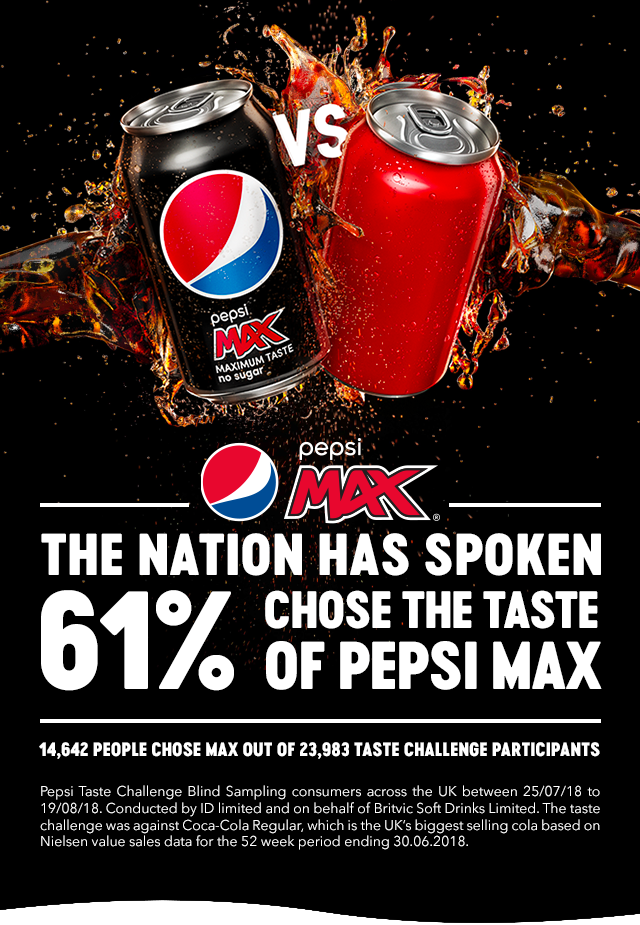 VS
pepsi
MAX
MAXIMUM TASTE
no sugar
pepsi
MAX®
THE NATION HAS SPOKEN
61% CHOSE THE TASTE
OF PEPSI MAX
14,642 PEOPLE CHOSE MAX OUT OF 23,983 TASTE CHALLENGE PARTICIPANTS
Pepsi Taste Challenge Blind Sampling consumers across the UK between 25/07/18 to
19/08/18. Conducted by ID limited and on behalf of Britvic Soft Drinks Limited. The taste
challenge was against Coca-Cola Regular, which is the UK's biggest selling cola based on
Nielsen value sales data for the 52 week period ending 30.06.2018.